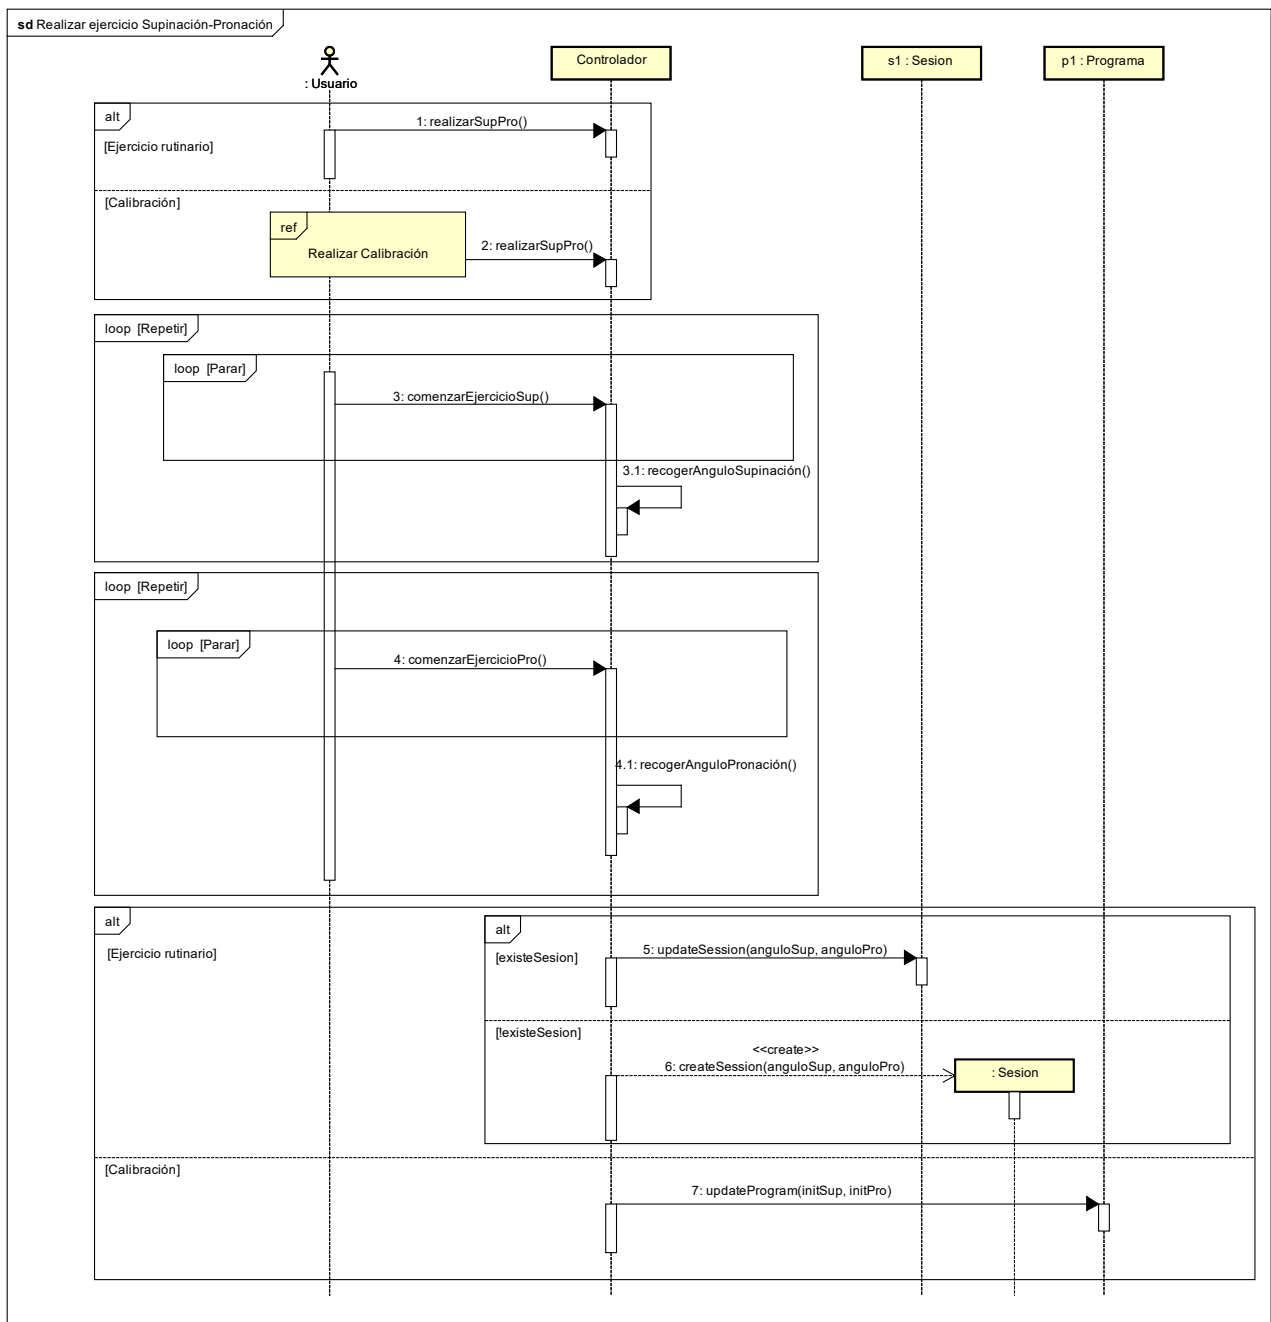 sd Realizar ejercicio Supinación-Pronación
: Usuario
Controlador
s1 : Sesion
p1 : Programa
alt
1: realizarSupPro()
[Ejercicio rutinario]
[Calibración]
ref
Realizar Calibración
2: realizarSupPro()
loop [Repetir]
loop [Parar]
3: comenzarEjercicioSup()
3.1: recogerAnguloSupinación()
loop [Repetir]
loop [Parar]
4: comenzarEjercicioPro()
4.1: recogerAnguloPronación()
alt
[Ejercicio rutinario]
alt
[existeSesion]
5: updateSession(anguloSup, anguloPro)
[!existeSesion]
<<create>>
6: createSession(anguloSup, anguloPro)
: Sesion
[Calibración]
7: updateProgram(initSup, initPro)